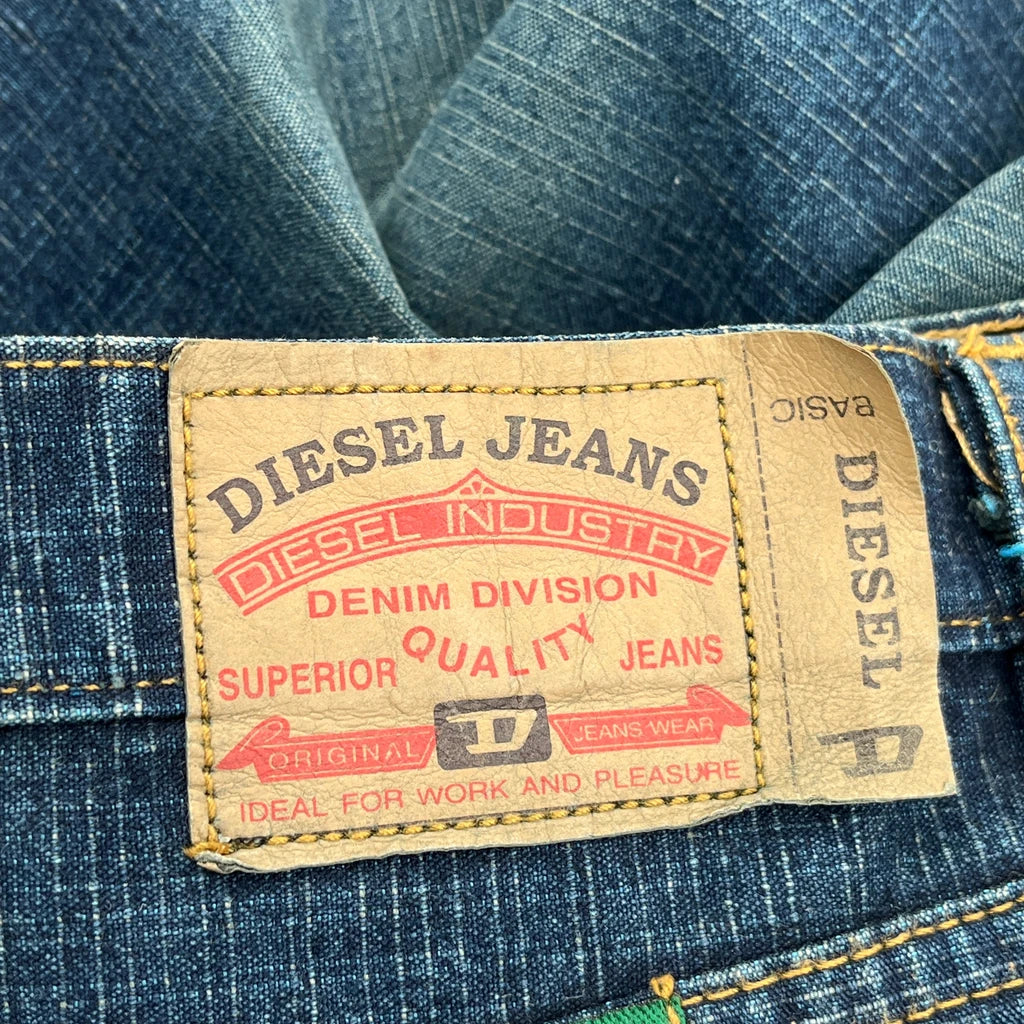 DIESEL JEANS
DIESEL INDUSTRY
DENIM DIVISION
QUALITY
SUPERIOR JEANS
ORIGINAL D JEANS WEAR
IDEAL FOR WORK AND PLEASURE
BASIC
DIESEL
D